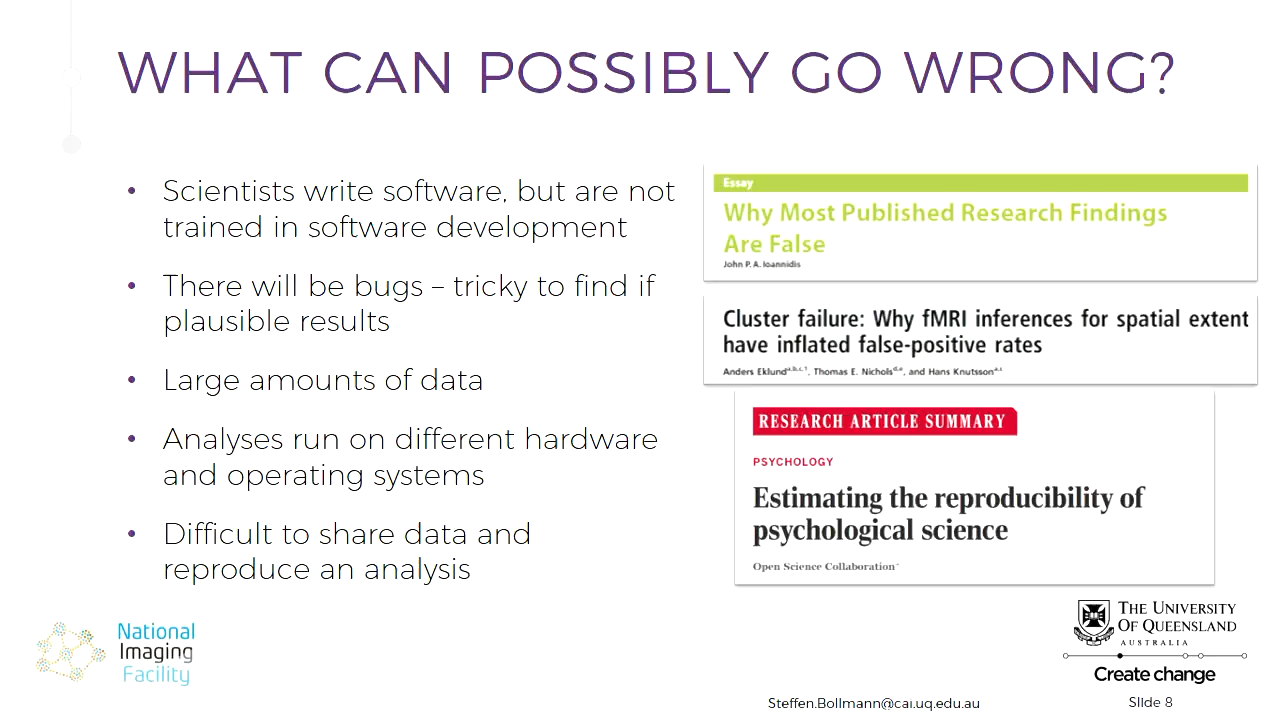 WHAT CAN POSSIBLY GO WRONG?
• Scientists write software, but are not
trained in software development
• There will be bugs – tricky to find if
plausible results
• Large amounts of data
• Analyses run on different hardware
and operating systems
• Difficult to share data and
reproduce an analysis
Essay
Why Most Published Research Findings
Are False
John P. A. Ioannidis
Cluster failure: Why fMRI inferences for spatial extent
have inflated false-positive rates
Anders Eklund, Thomas E. Nichols, and Hans Knutsson
RESEARCH ARTICLE SUMMARY
PSYCHOLOGY
Estimating the reproducibility of
psychological science
Open Science Collaboration*
National
Imaging
Facility
THE UNIVERSITY
OF QUEENSLAND
AUSTRALIA
Create change
Steffen.Bollmann@cai.uq.edu.au
Slide 8